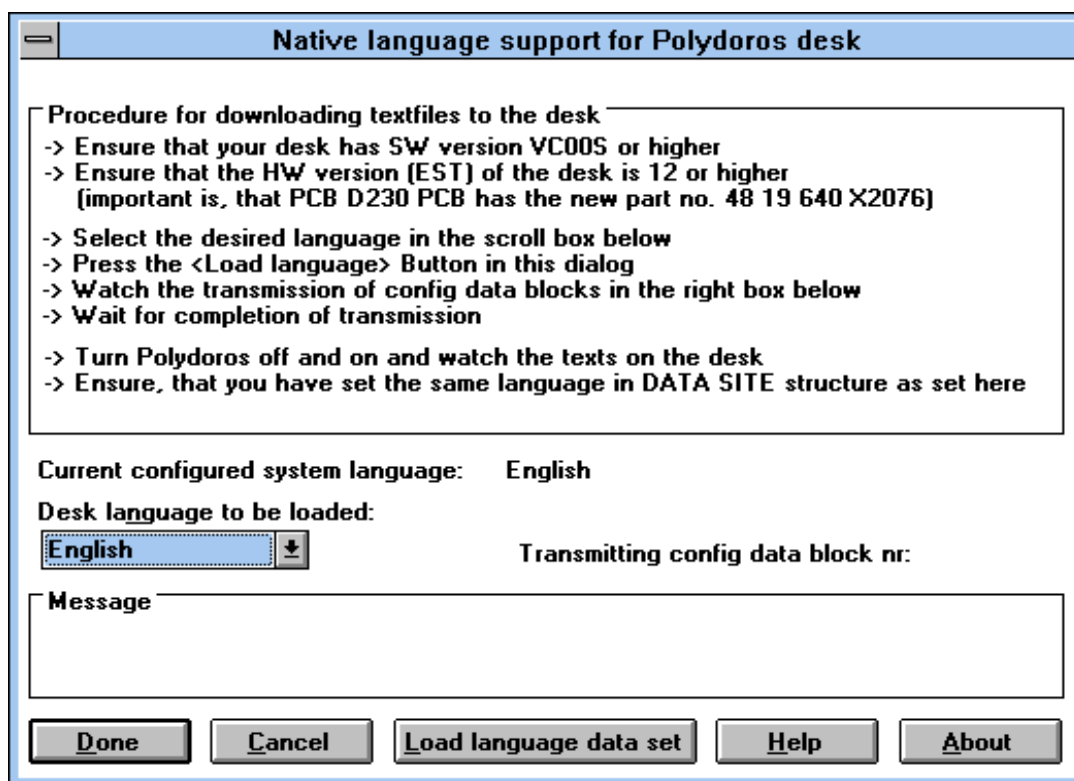 Native language support for Polydoros desk
Procedure for downloading textfiles to the desk
-> Ensure that your desk has SW version VC00S or higher
-> Ensure that the HW version (EST) of the desk is 12 or higher
(important is, that PCB D230 PCB has the new part no. 48 19 640 X2076)
-> Select the desired language in the scroll box below
-> Press the <Load language> Button in this dialog
-> Watch the transmission of config data blocks in the right box below
-> Wait for completion of transmission
-> Turn Polydoros off and on and watch the texts on the desk
-> Ensure, that you have set the same language in DATA SITE structure as set here
Current configured system language: English
Desk language to be loaded:
English
Transmitting config data block nr:
Message
Done Cancel Load language data set Help About